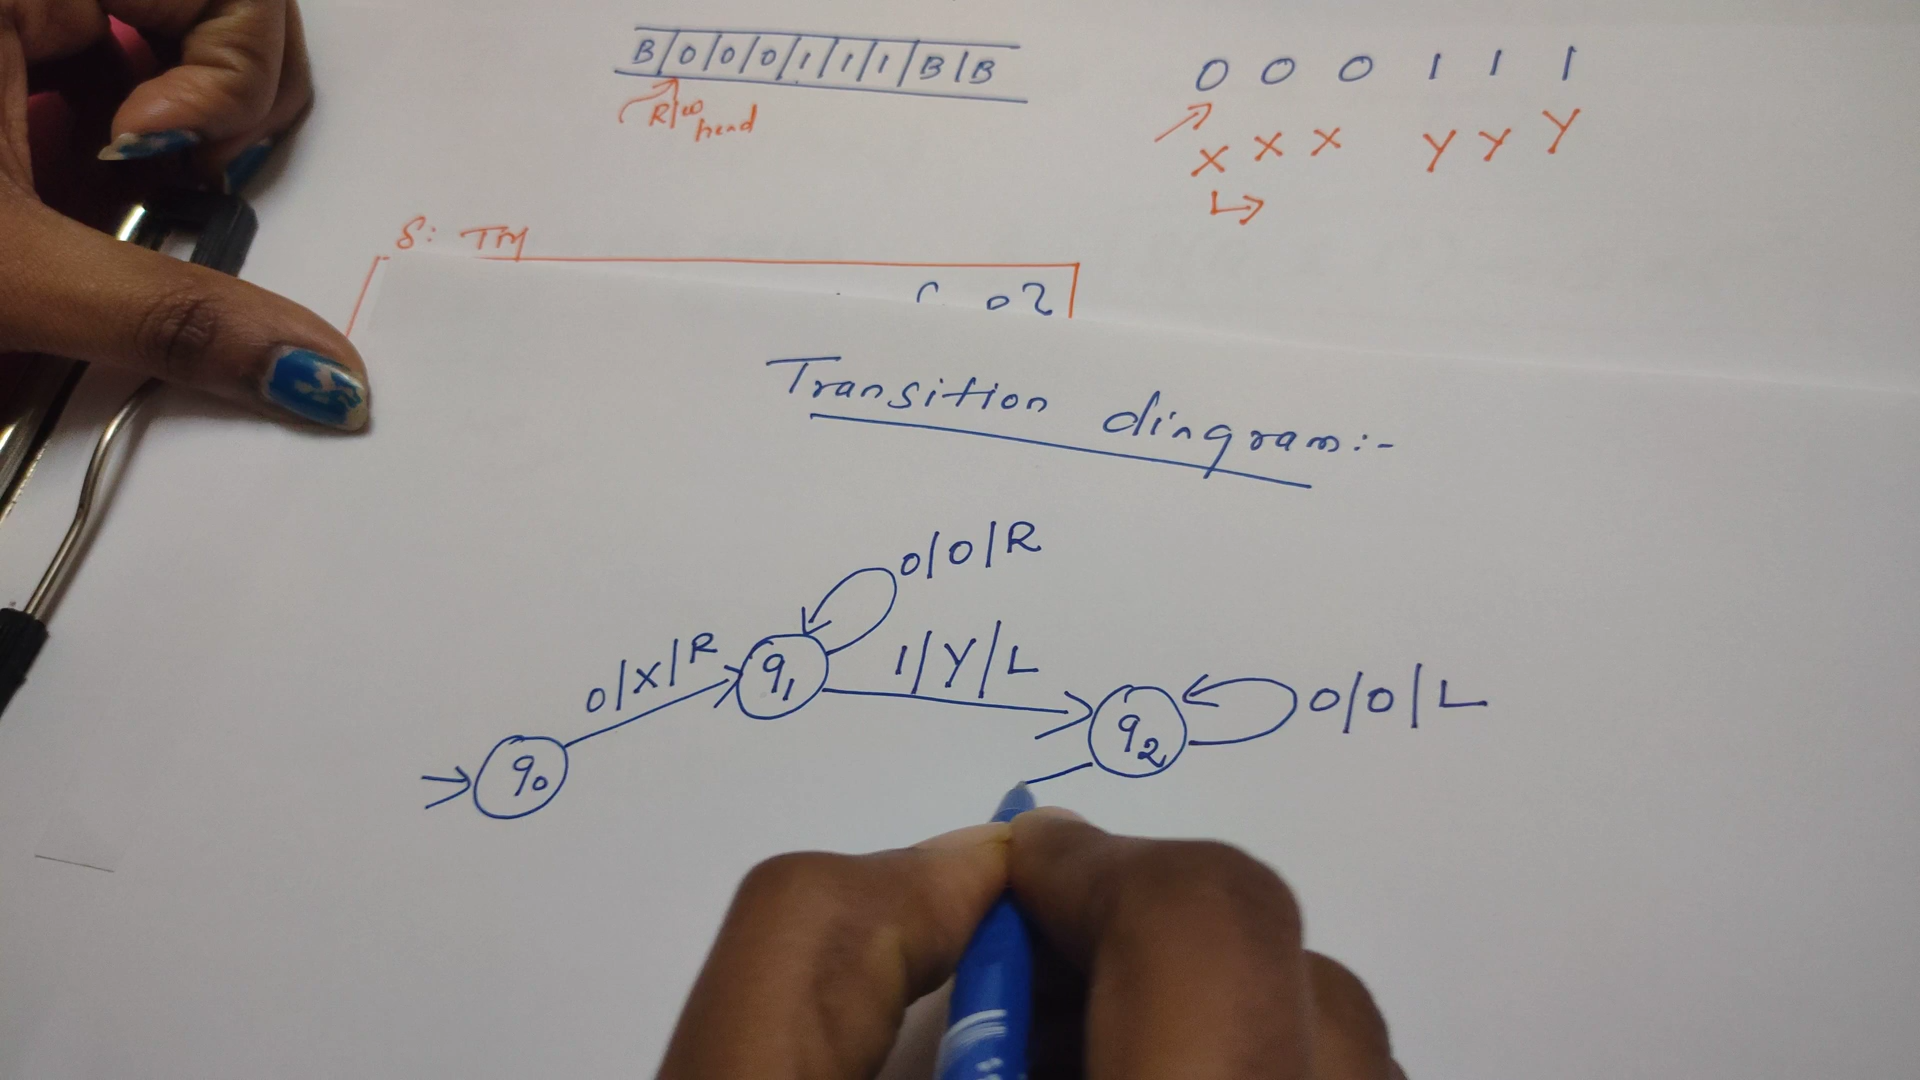 B/0/0/0/1/1/1/B/B
R/w head
0 0 0 1 1 1
X X X Y Y Y
δ: TM
Transition diagram:-
0/0/R
0/X/R
q1
1/Y/L
q2
0/0/L
q0